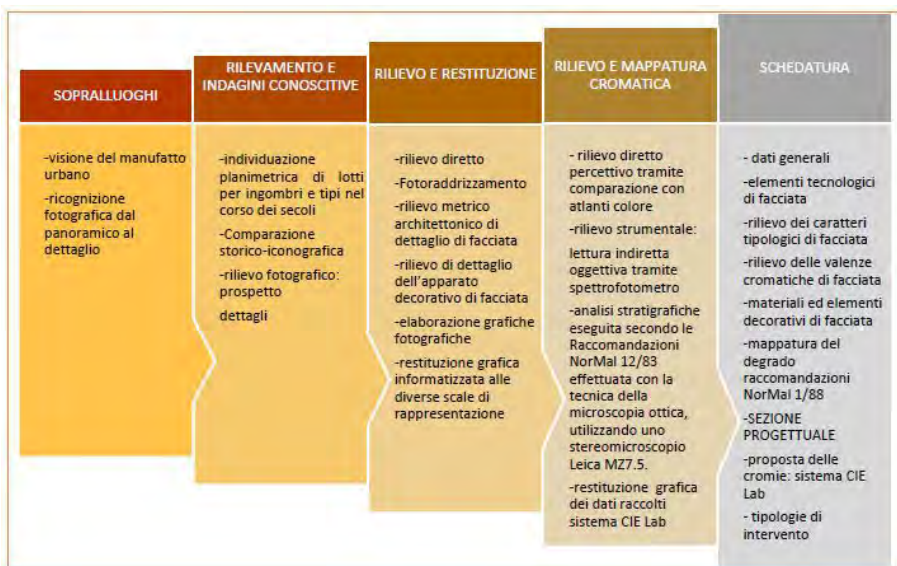 SOPRALLUOGHI
-visione del manufatto
urbano
-ricognizione
fotografica dal
panoramico al
dettaglio
RILEVAMENTO E
INDAGINI CONOSCITIVE
-individuazione
planimetrica di lotti
per ingombri e tipi nel
corso dei secoli
-Comparazione
storico-iconografica
-rilievo fotografico:
prospetto
dettagli
RILIEVO E RESTITUZIONE
-rilievo diretto
-Fotoraddrizzamento
-rilievo metrico
architettonico di
dettaglio di facciata
-rilievo di dettaglio
dell'apparato
decorativo di facciata
-elaborazione grafiche
fotografiche
-restituzione grafica
informatizzata alle
diverse scale di
rappresentazione
RILIEVO E MAPPATURA
CROMATICA
- rilievo diretto
percettivo tramite
comparazione con
atlanti colore
-rilievo strumentale:
lettura indiretta
oggettiva tramite
spettrofotometro
-analisi stratigrafiche
eseguita secondo le
Raccomandazioni
NorMal 12/83
effettuata con la
tecnica della
microscopia ottica,
utilizzando uno
stereomicroscopio
Leica MZ7.5.
-restituzione grafica
dei dati raccolti
sistema CIE Lab
SCHEDATURA
- dati generali
-elementi tecnologici
di facciata
-rilievo dei caratteri
tipologici di facciata
-rilievo delle valenze
cromatiche di facciata
-materiali ed elementi
decorativi di facciata
-mappatura del
degrado
raccomandazioni
NorMal 1/88
-SEZIONE
PROGETTUALE
-proposta delle
cromie: sistema CIE
Lab
- tipologie di
intervento